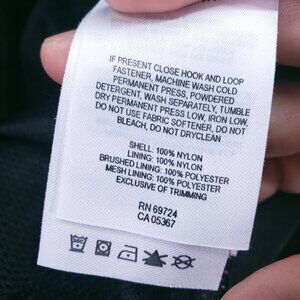 IF PRESENT CLOSE HOOK AND LOOP
FASTENER, MACHINE WASH COLD
PERMANENT PRESS, POWDERED
DETERGENT, WASH SEPARATELY, TUMBLE
DRY PERMANENT PRESS LOW, IRON LOW,
DO NOT USE FABRIC SOFTENER, DO NOT
BLEACH, DO NOT DRYCLEAN
SHELL: 100% NYLON
LINING: 100% NYLON
BRUSHED LINING: 100% POLYESTER
MESH LINING: 100% POLYESTER
EXCLUSIVE OF TRIMMING
RN 69724
CA 05367